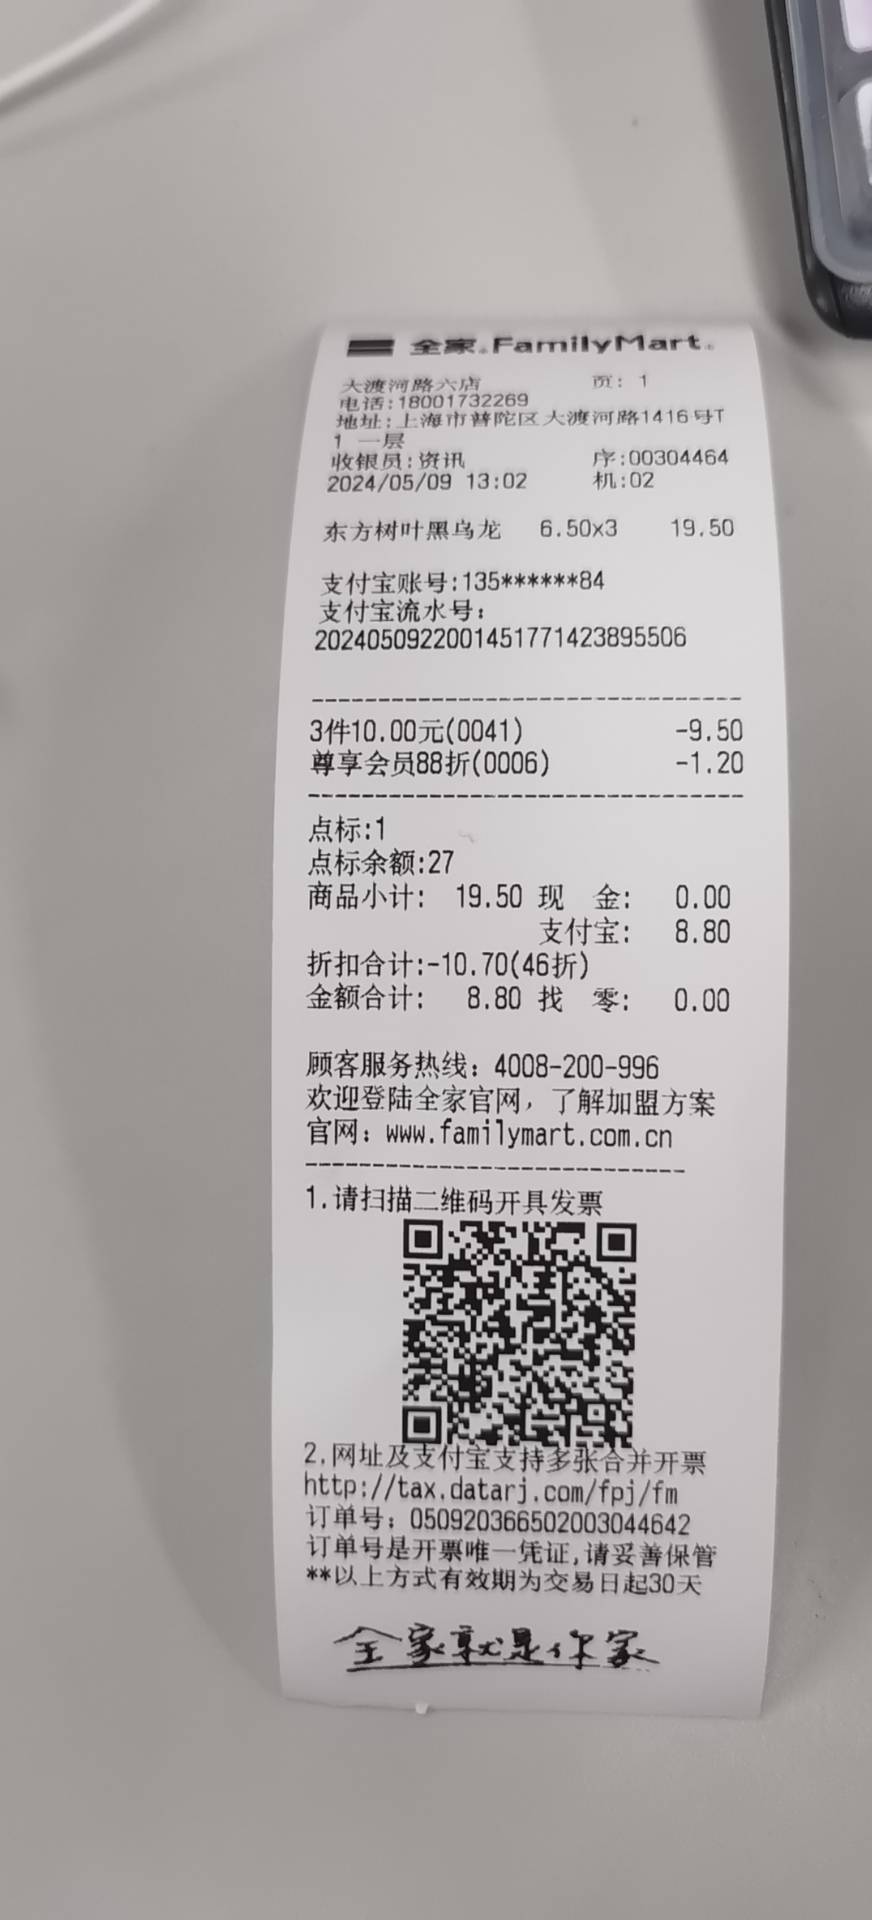 全家 FamilyMart
大渡河路六店 页: 1
电话:18001732269
地址:上海市普陀区大渡河路1416号T
1 一层
收银员:资讯 序:00304464
2024/05/09 13:02 机:02
东方树叶黑乌龙 6.50x3 19.50
支付宝账号:135******84
支付宝流水号:
2024050922001451771423895506
3件10.00元(0041) -9.50
尊享会员88折(0006) -1.20
点标:1
点标余额:27
商品小计: 19.50 现 金: 0.00
支付宝: 8.80
折扣合计:-10.70(46折)
金额合计: 8.80 找 零: 0.00
顾客服务热线: 4008-200-996
欢迎登陆全家官网, 了解加盟方案
官网: www.familymart.com.cn
1.请扫描二维码开具发票
2.网址及支付宝支持多张合并开票
http://tax.datarj.com/fpj/fm
订单号: 050920366502003044642
订单号是开票唯一凭证,请妥善保管
**以上方式有效期为交易日起30天
全家就是你家